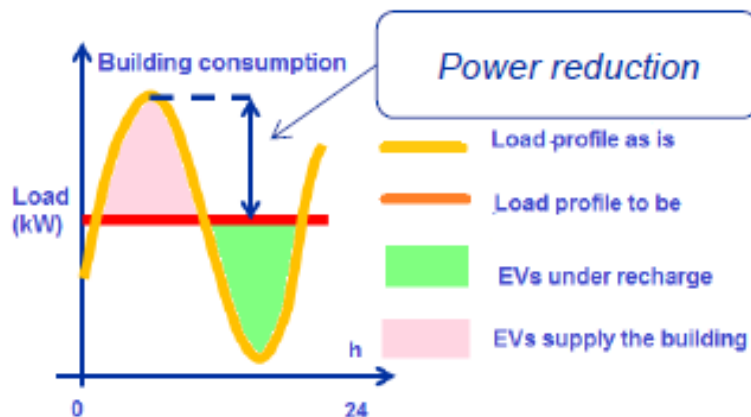 Building consumption
Power reduction
Load
(kW)
Load profile as is
Load profile to be
EVs under recharge
EVs supply the building
h
0
24